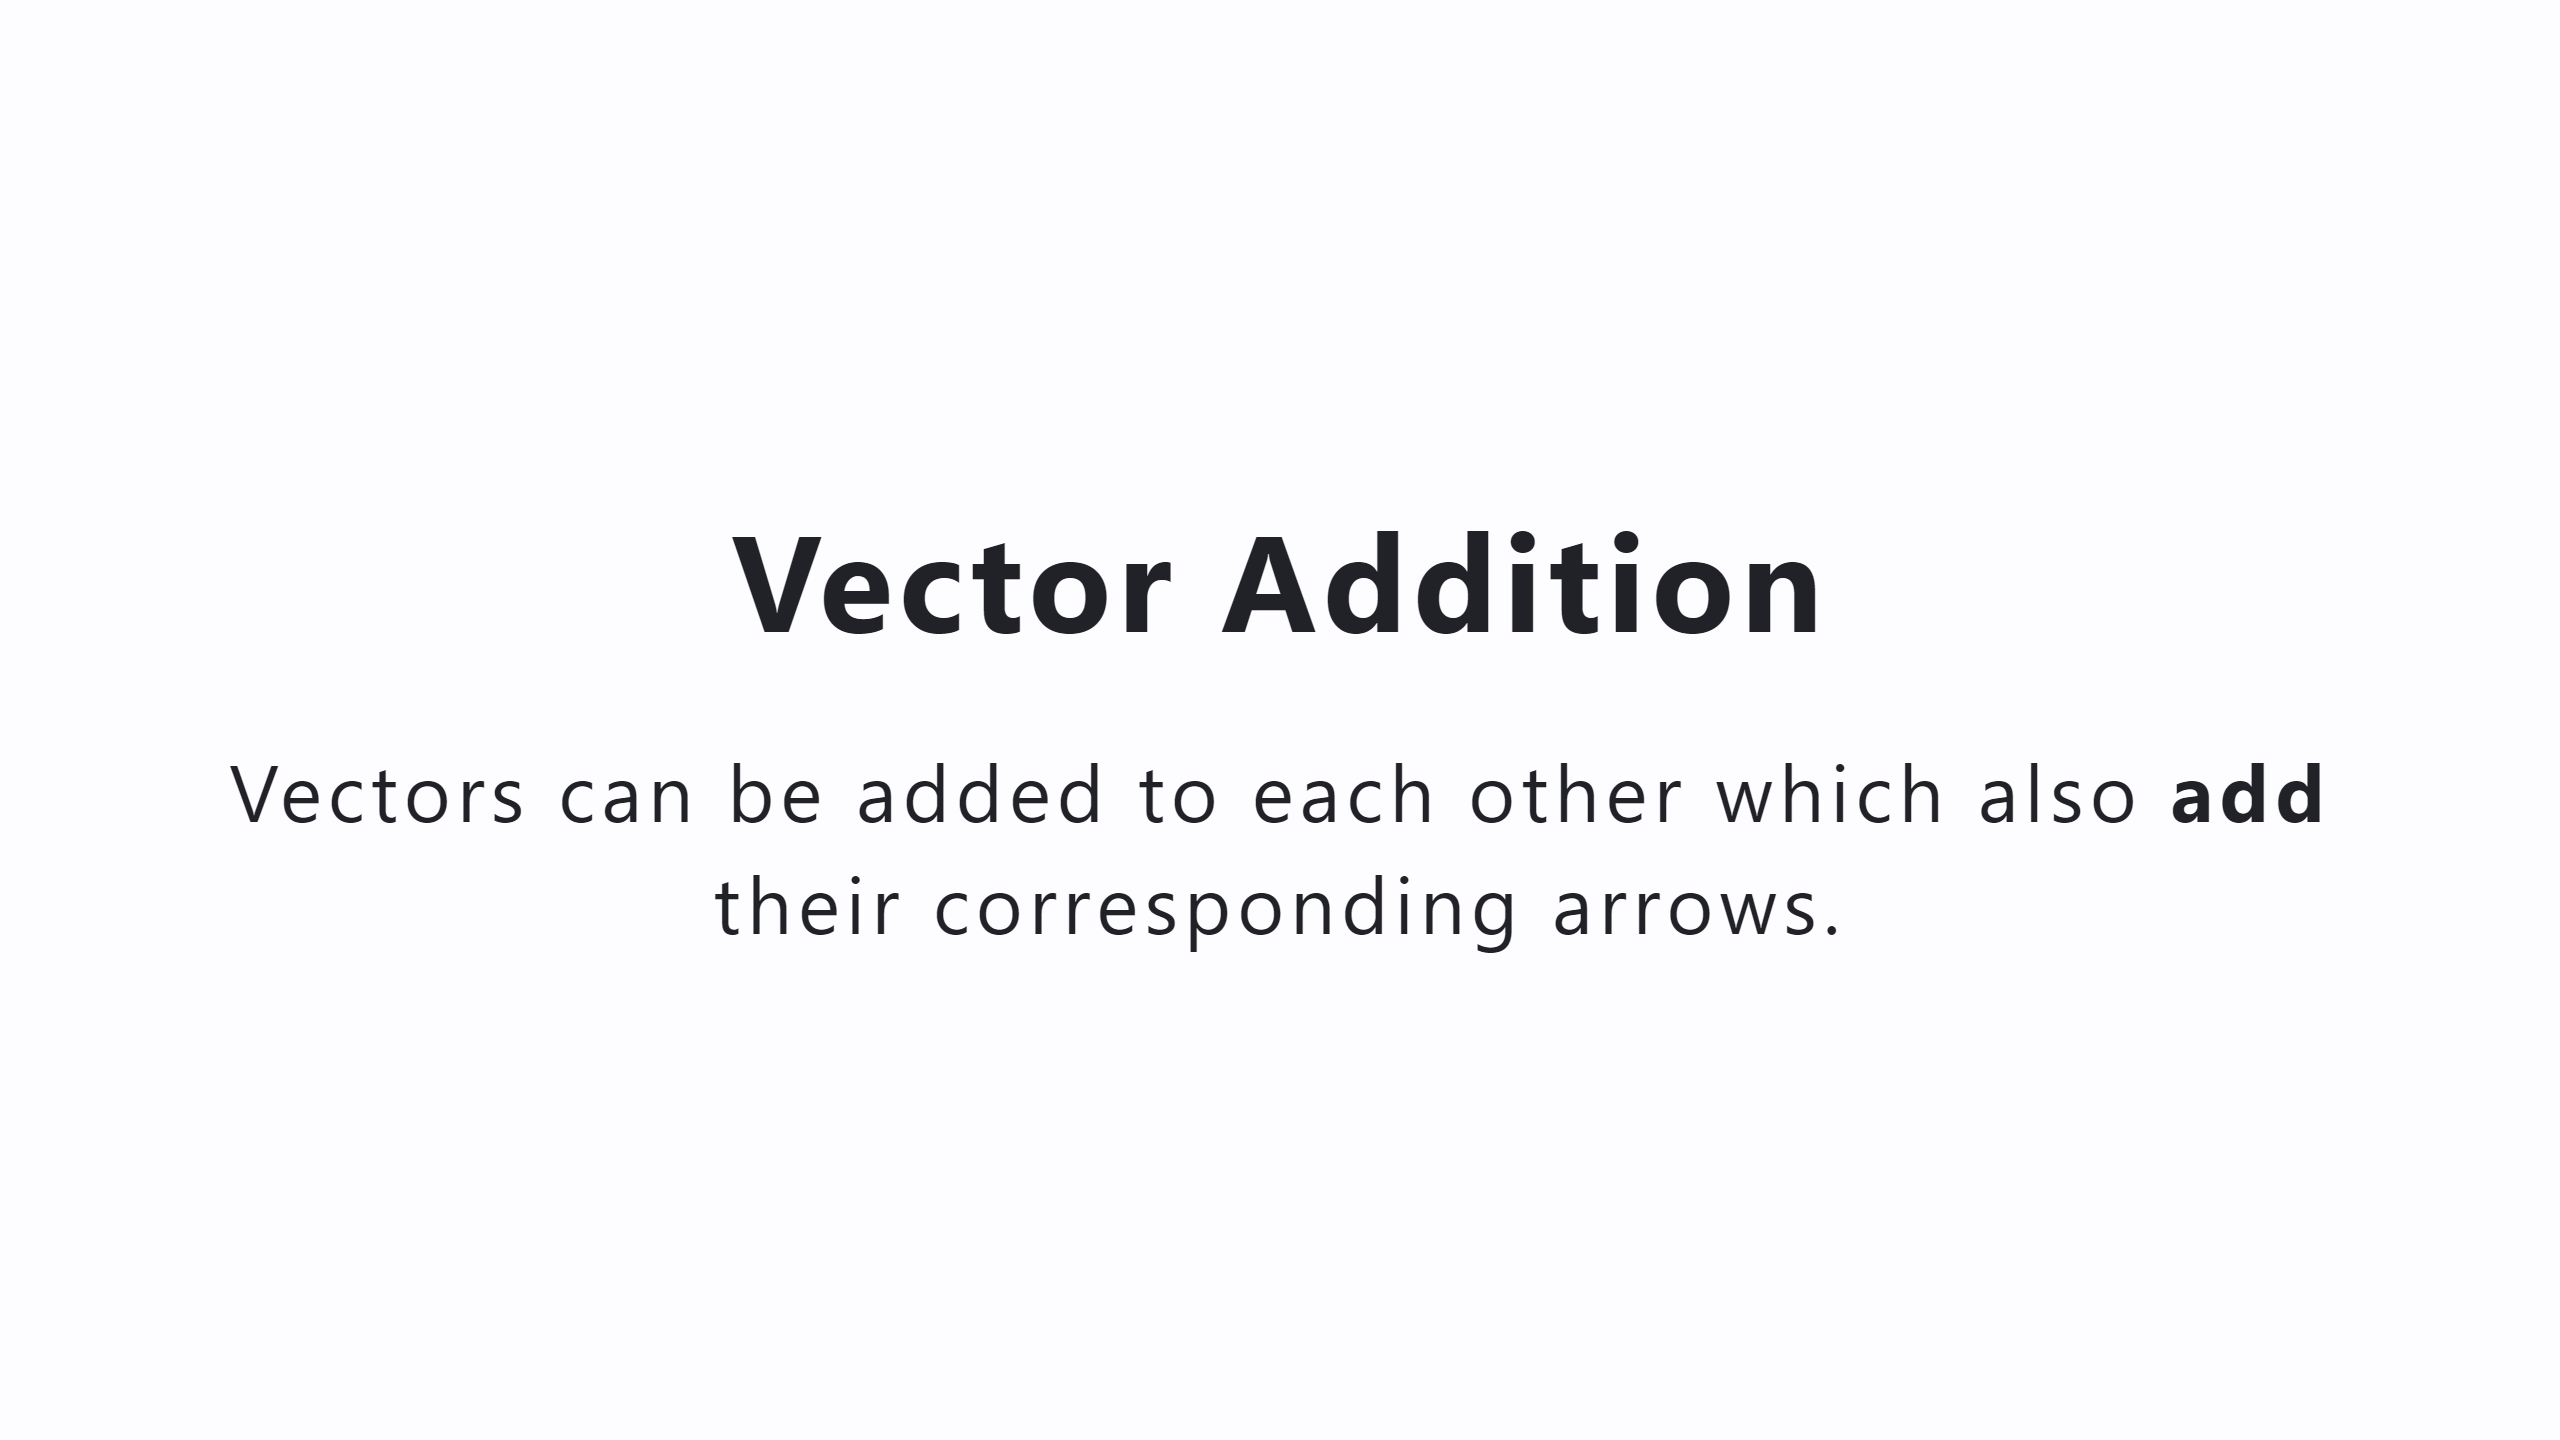 Vector Addition
Vectors can be added to each other which also add
their corresponding arrows.